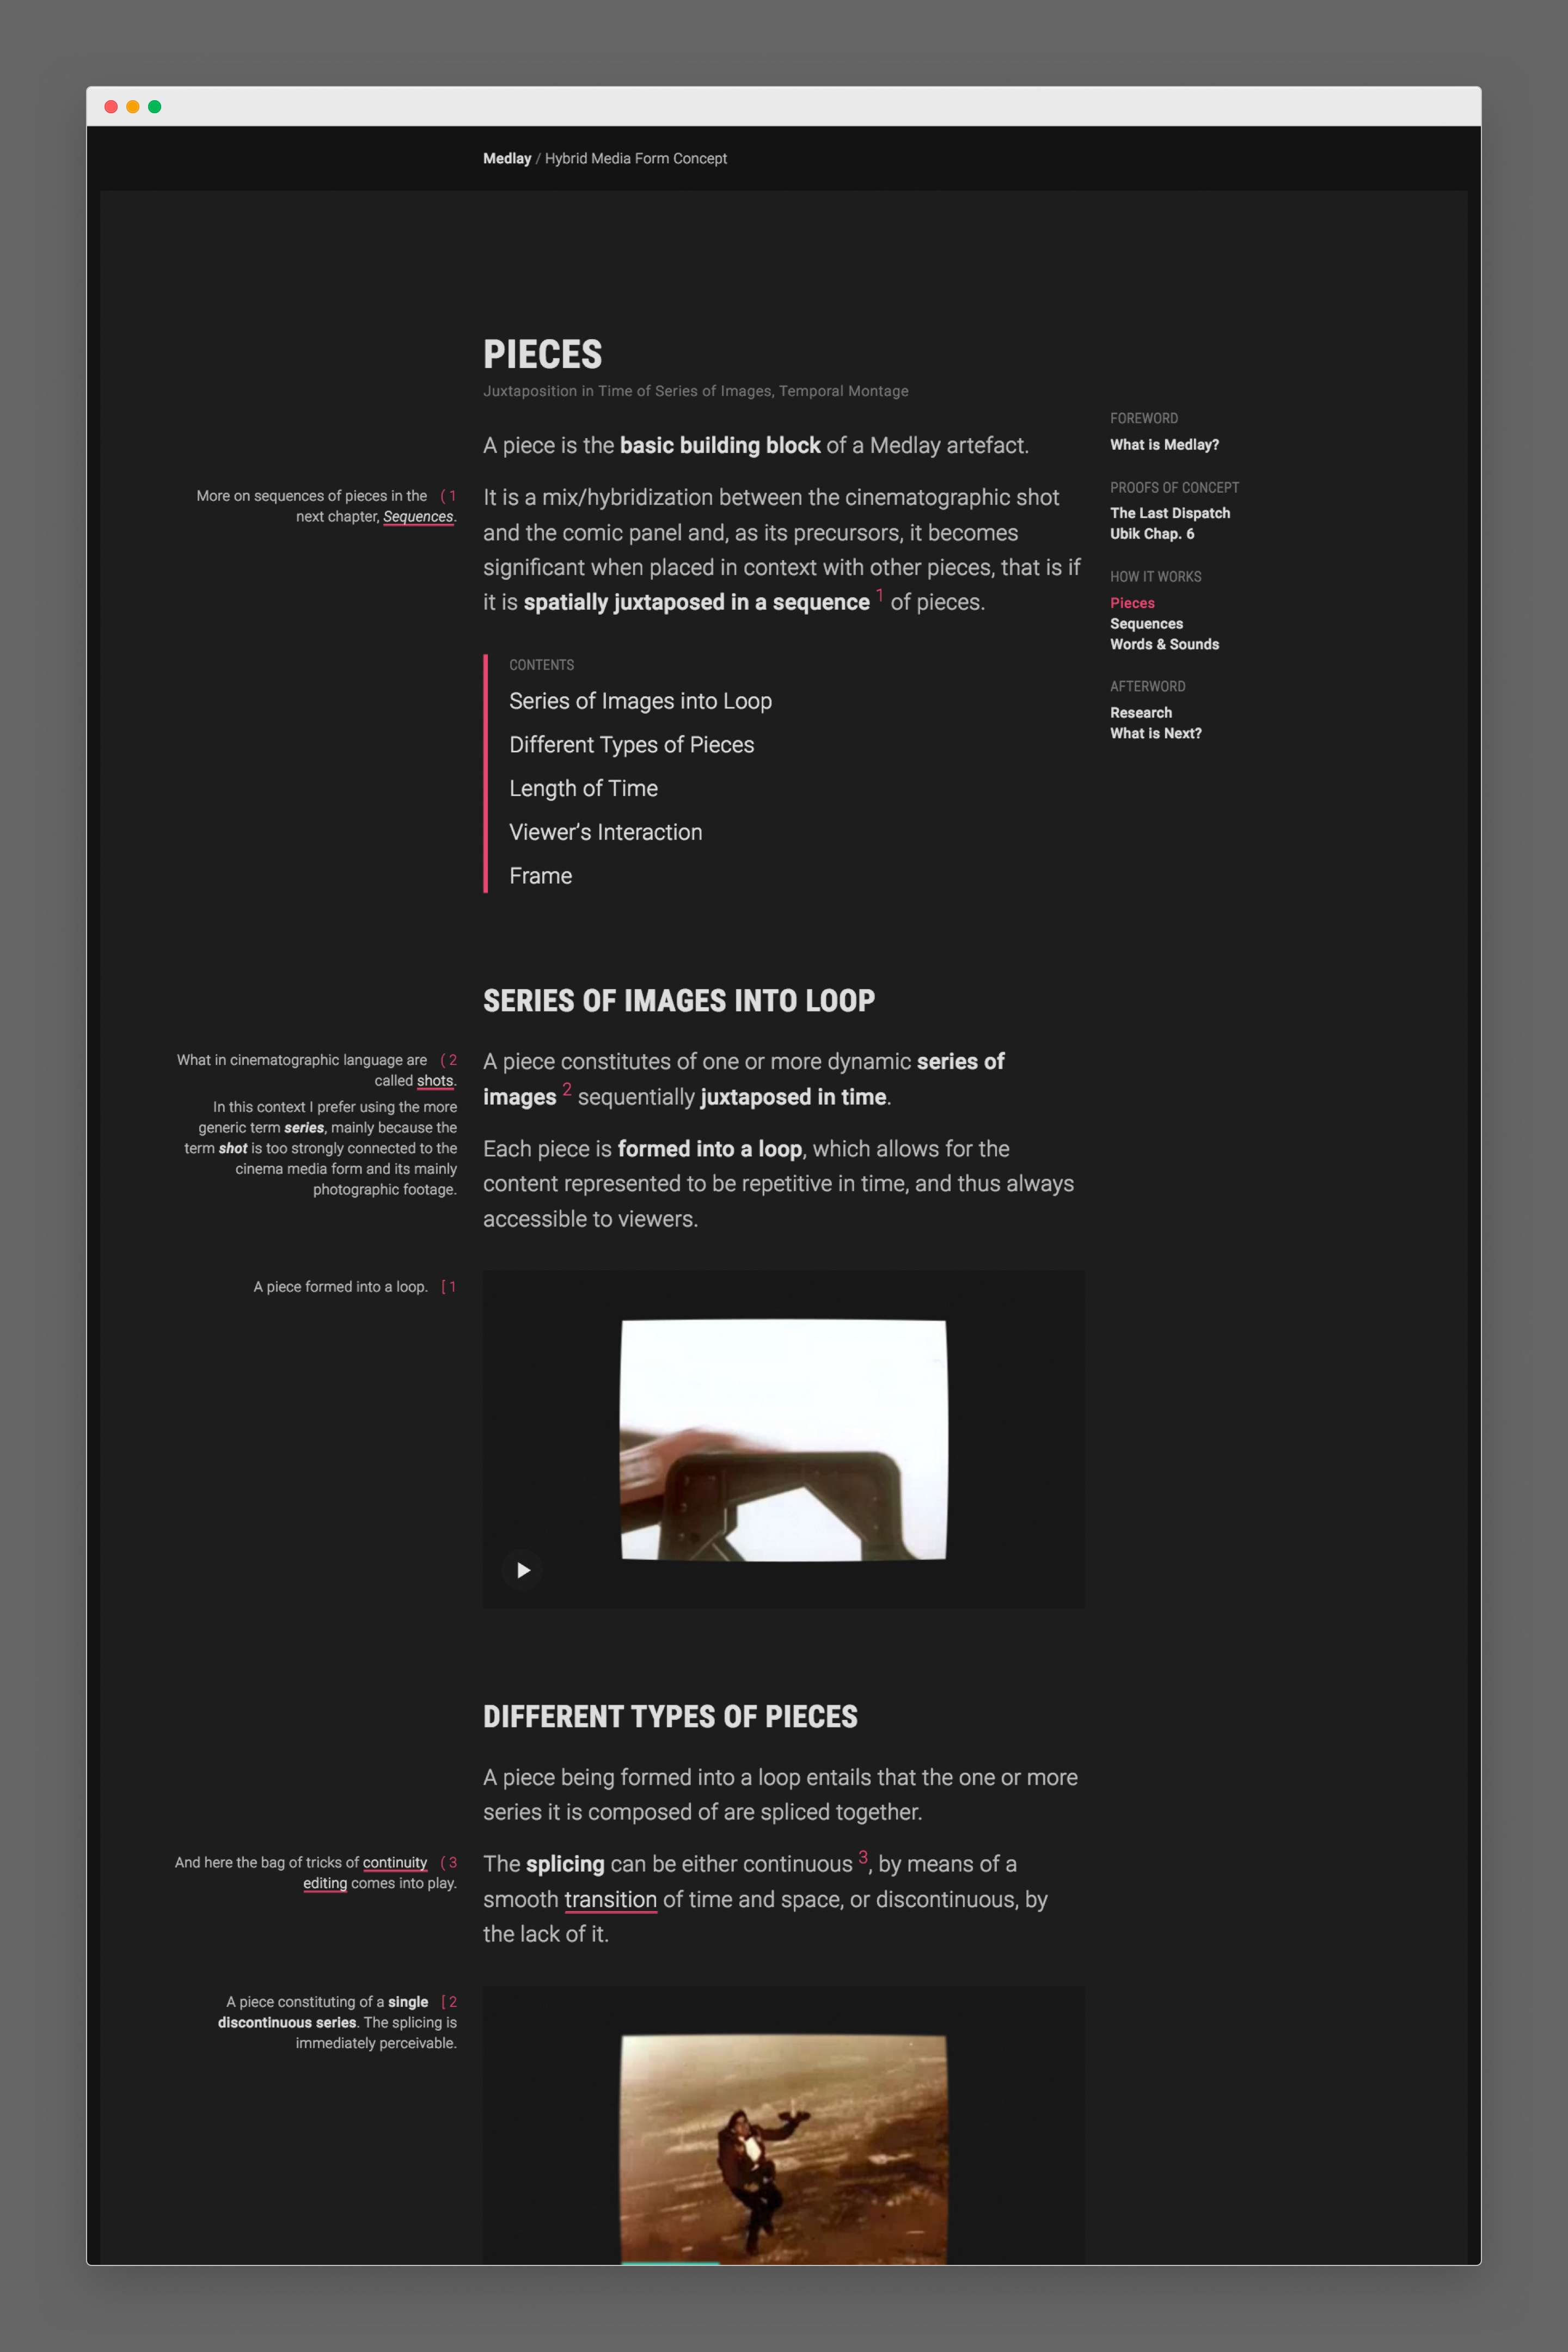 Medlay / Hybrid Media Form Concept
PIECES
Juxtaposition in Time of Series of Images, Temporal Montage
A piece is the basic building block of a Medlay artefact.
More on sequences of pieces in the ( 1
next chapter, Sequences.
It is a mix/hybridization between the cinematographic shot
and the comic panel and, as its precursors, it becomes
significant when placed in context with other pieces, that is if
it is spatially juxtaposed in a sequence 1 of pieces.
CONTENTS
Series of Images into Loop
Different Types of Pieces
Length of Time
Viewer’s Interaction
Frame
FOREWORD
What is Medlay?
PROOFS OF CONCEPT
The Last Dispatch
Ubik Chap. 6
HOW IT WORKS
Pieces
Sequences
Words & Sounds
AFTERWORD
Research
What is Next?
SERIES OF IMAGES INTO LOOP
What in cinematographic language are ( 2
called shots.
In this context I prefer using the more
generic term series, mainly because the
term shot is too strongly connected to the
cinema media form and its mainly
photographic footage.
A piece constitutes of one or more dynamic series of
images 2 sequentially juxtaposed in time.
Each piece is formed into a loop, which allows for the
content represented to be repetitive in time, and thus always
accessible to viewers.
A piece formed into a loop. [ 1
DIFFERENT TYPES OF PIECES
A piece being formed into a loop entails that the one or more
series it is composed of are spliced together.
And here the bag of tricks of continuity ( 3
editing comes into play.
The splicing can be either continuous 3, by means of a
smooth transition of time and space, or discontinuous, by
the lack of it.
A piece constituting of a single [ 2
discontinuous series. The splicing is
immediately perceivable.